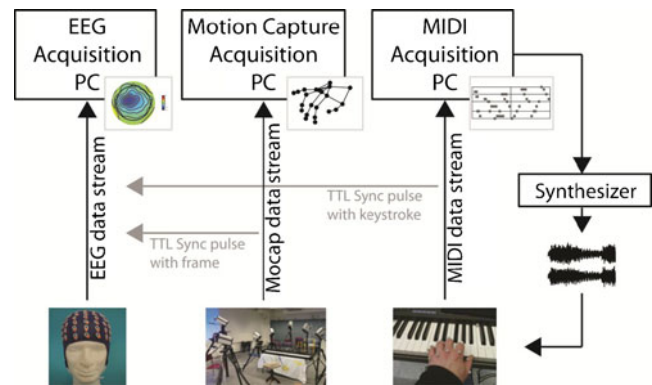 EEG
Acquisition
PC
Motion Capture
Acquisition
PC
MIDI
Acquisition
PC
EEG data stream
Mocap data stream
MIDI data stream
TTL Sync pulse
with keystroke
TTL Sync pulse
with frame
Synthesizer